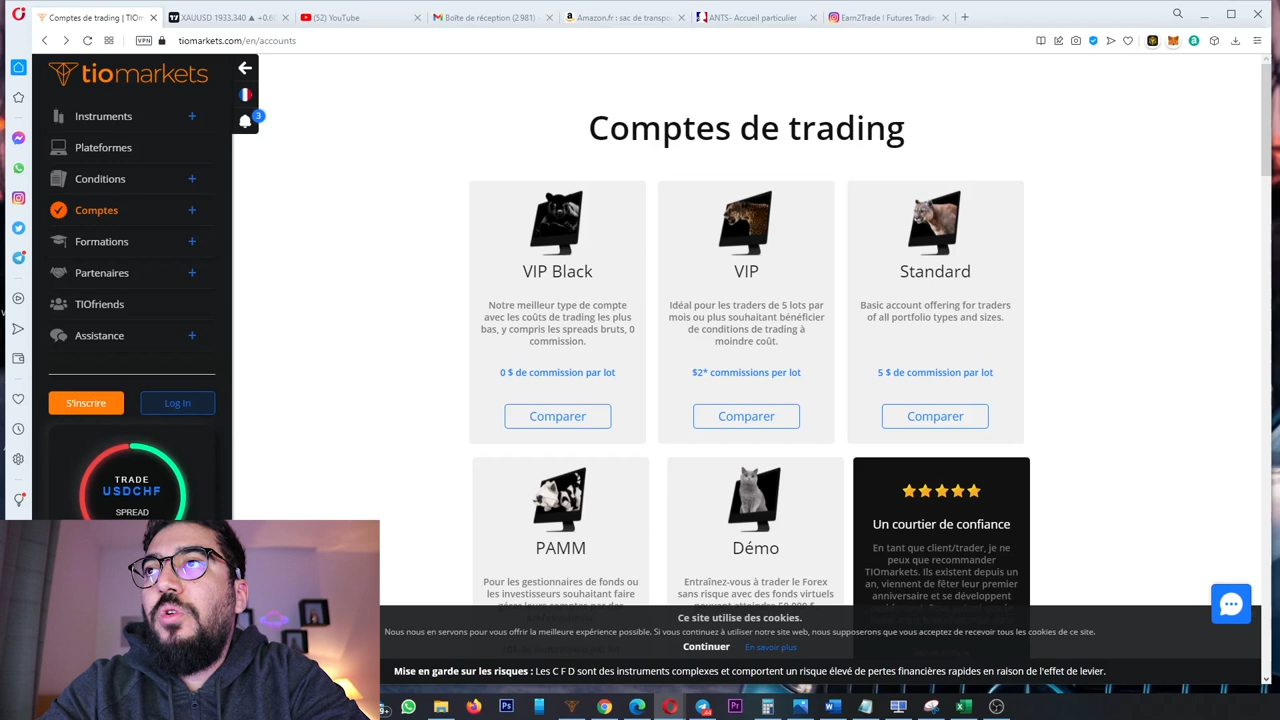 Comptes de trading | TIOm
XAUUSD 1933.340 ▲ +0.60
(52) YouTube
Boîte de réception (2 981)
Amazon.fr : sac de transpo
ANTS- Accueil particulier
Earn2Trade | Futures Tradi
VPN
tiomarkets.com/en/accounts
tiomarkets
3
Instruments
Plateformes
Conditions
Comptes
Formations
Partenaires
TIOfriends
Assistance
S'inscrire
Log In
TRADE
USDCHF
SPREAD
Comptes de trading
VIP Black
Notre meilleur type de compte
avec les coûts de trading les plus
bas, y compris les spreads bruts, 0
commission.
0 $ de commission par lot
Comparer
VIP
Idéal pour les traders de 5 lots par
mois ou plus souhaitant bénéficier
de conditions de trading à
moindre coût.
$2* commissions per lot
Comparer
Standard
Basic account offering for traders
of all portfolio types and sizes.
5 $ de commission par lot
Comparer
PAMM
Pour les gestionnaires de fonds ou
les investisseurs souhaitant faire
Démo
Entraînez-vous à trader le Forex
sans risque avec des fonds virtuels
Un courtier de confiance
En tant que client/trader, je ne
peux que recommander
TIOmarkets. Ils existent depuis un
an, viennent de fêter leur premier
anniversaire et se développent
Ce site utilise des cookies.
Nous nous en servons pour vous offrir la meilleure expérience possible. Si vous continuez à utiliser notre site web, nous supposerons que vous acceptez de recevoir tous les cookies de ce site.
Continuer
En savoir plus
Mise en garde sur les risques : Les C F D sont des instruments complexes et comportent un risque élevé de pertes financières rapides en raison de l'effet de levier.